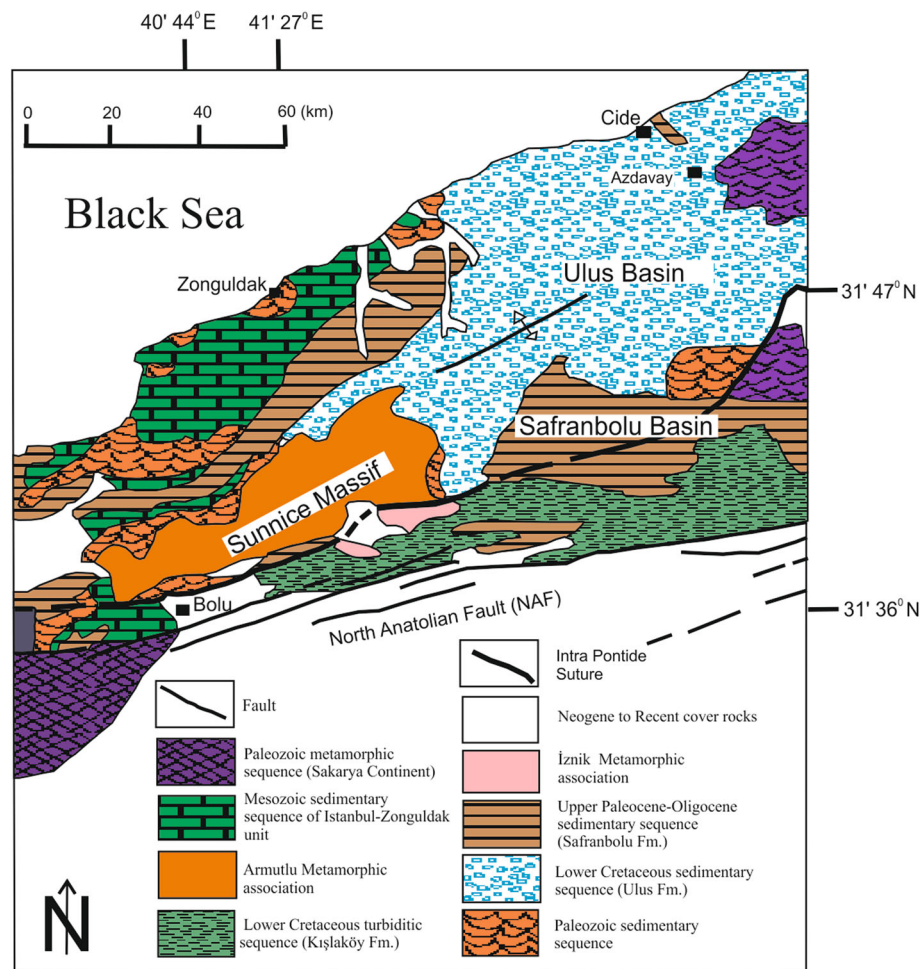 40' 44⁰ E 41' 27⁰ E
0 20 40 60 (km)
Cide
Azdavay
Black Sea
Ulus Basin
Zonguldak
31' 47⁰ N
Safranbolu Basin
Sunnice Massif
Bolu
31' 36⁰ N
North Anatolian Fault (NAF)
Fault
Paleozoic metamorphic
sequence (Sakarya Continent)
Mesozoic sedimentary
sequence of Istanbul-Zonguldak
unit
Armutlu Metamorphic
association
Lower Cretaceous turbiditic
sequence (Kışlaköy Fm.)
Intra Pontide
Suture
Neogene to Recent cover rocks
İznik Metamorphic
association
Upper Paleocene-Oligocene
sedimentary sequence
(Safranbolu Fm.)
Lower Cretaceous sedimentary
sequence (Ulus Fm.)
Paleozoic sedimentary
sequence
N